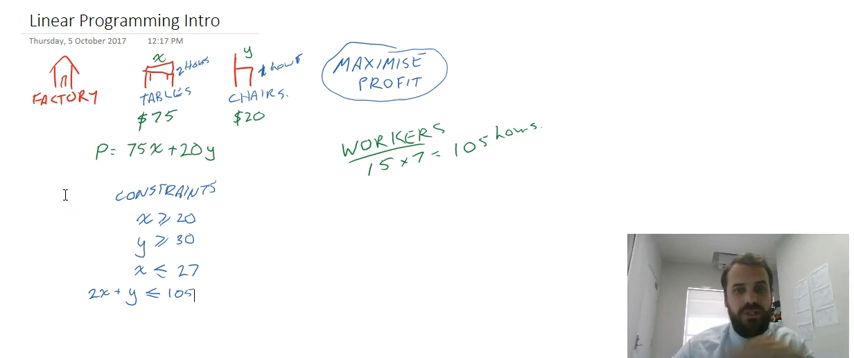 Linear Programming Intro
Thursday, 5 October 2017 12:17 PM
x 2 Hours y 1 hour
FACTORY TABLES CHAIRS.
$75 $20
MAXIMISE
PROFIT
P = 75x + 20y
WORKERS
15 x 7 = 105 hours.
CONSTRAINTS
x ⩾ 20
y ⩾ 30
x ≤ 27
2x + y ≤ 105